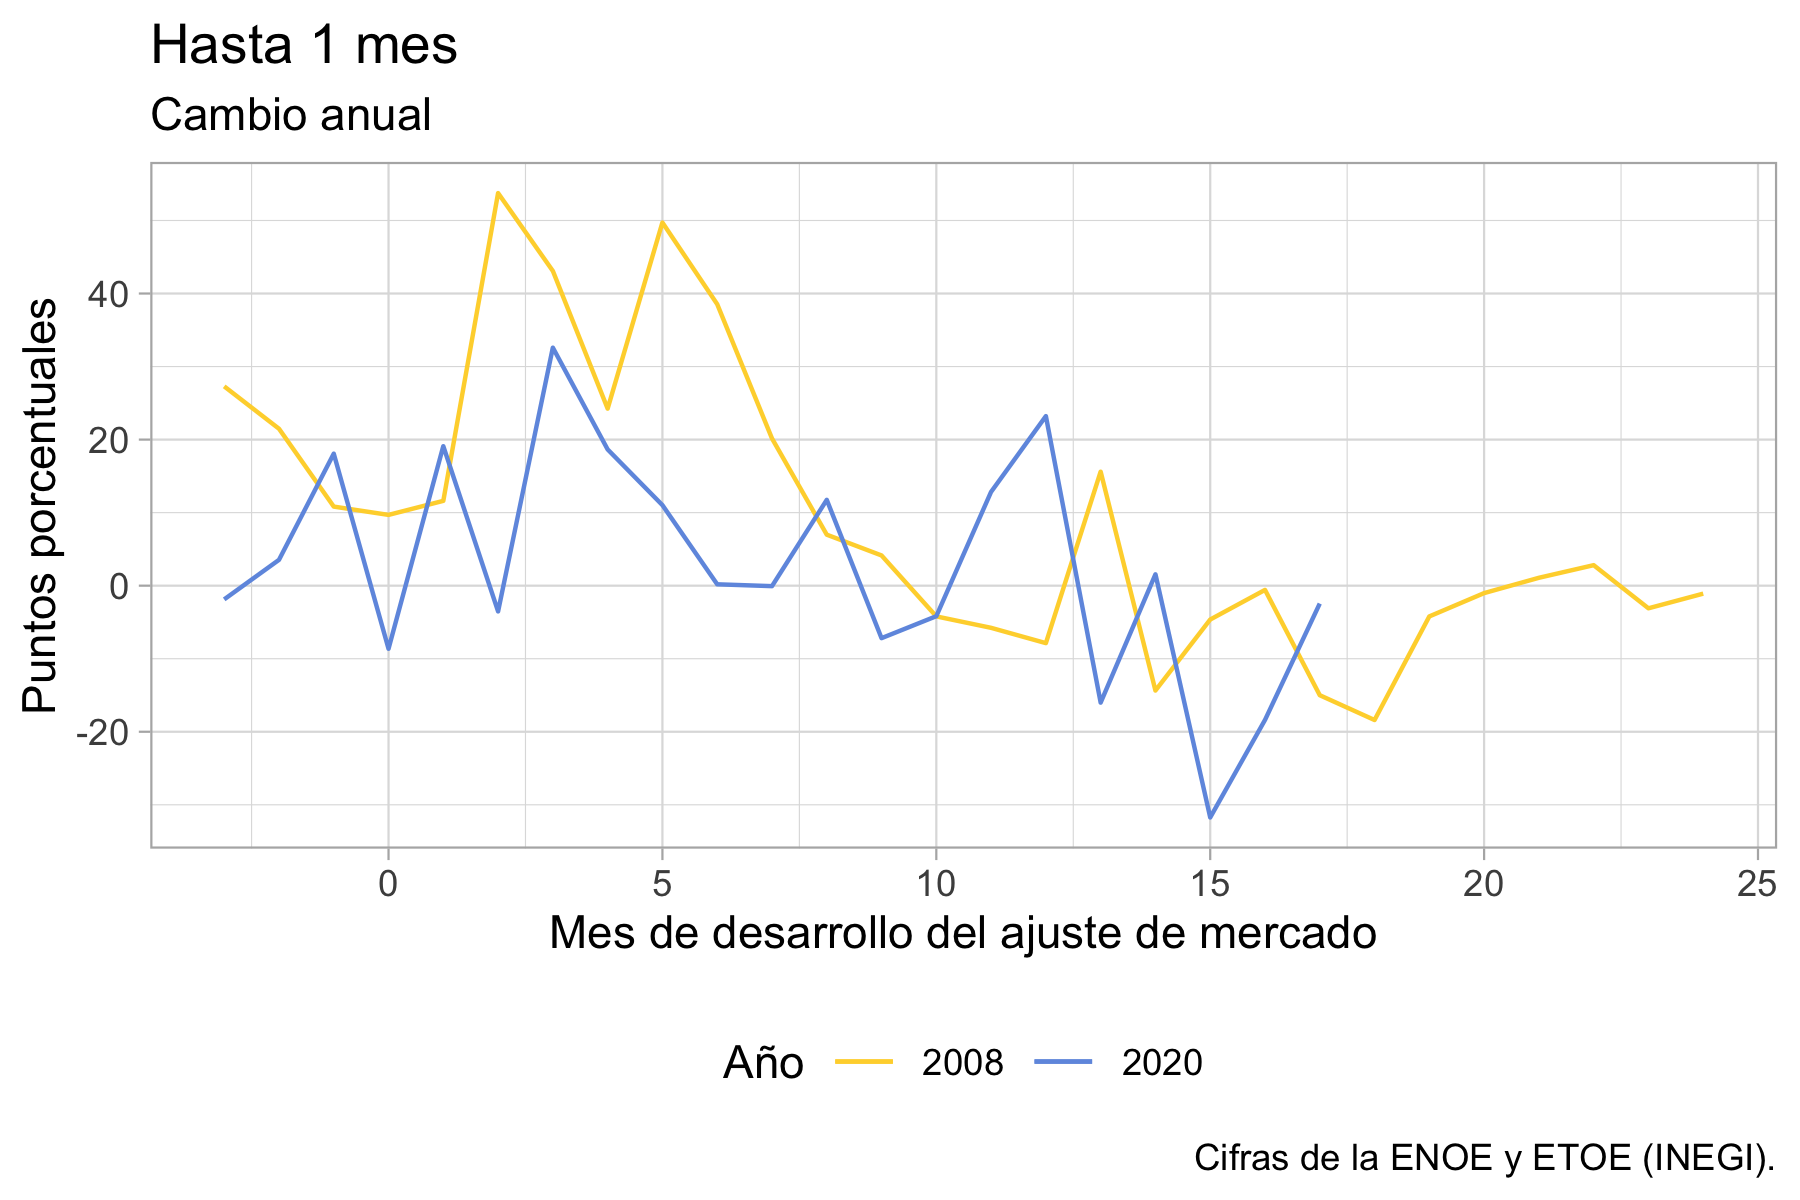 Hasta 1 mes
Cambio anual
Puntos porcentuales
40
20
0
-20
0 5 10 15 20 25
Mes de desarrollo del ajuste de mercado
Año 2008 2020
Cifras de la ENOE y ETOE (INEGI).